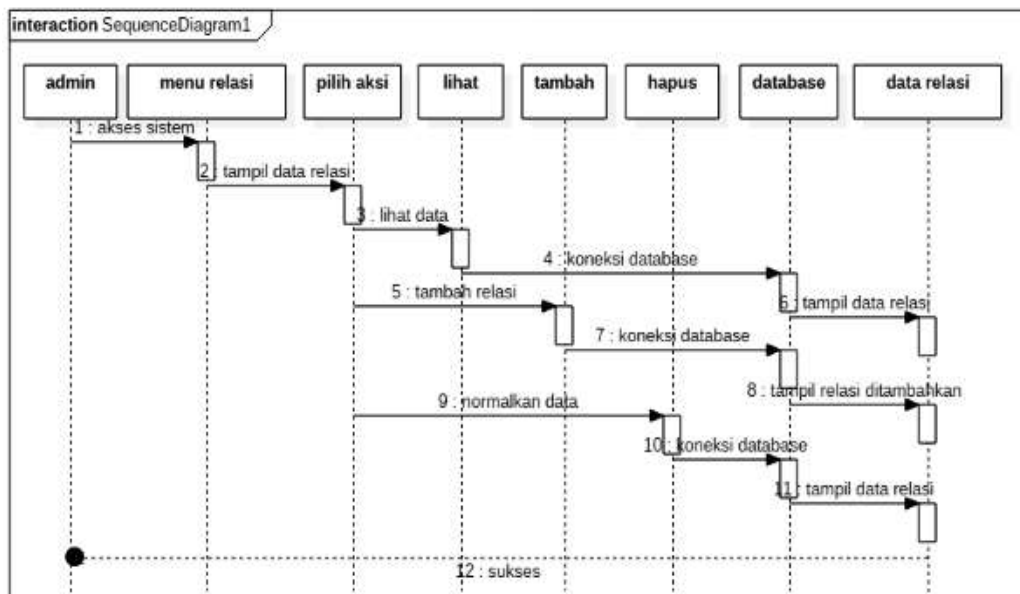 interaction SequenceDiagram1
admin
menu relasi
pilih aksi
lihat
tambah
hapus
database
data relasi
1 : akses sistem
2 : tampil data relasi
3 : lihat data
4 : koneksi database
5 : tambah relasi
6 : tampil data relasi
7 : koneksi database
8 : tampil relasi ditambahkan
9 : normalkan data
10 : koneksi database
11 : tampil data relasi
12 : sukses